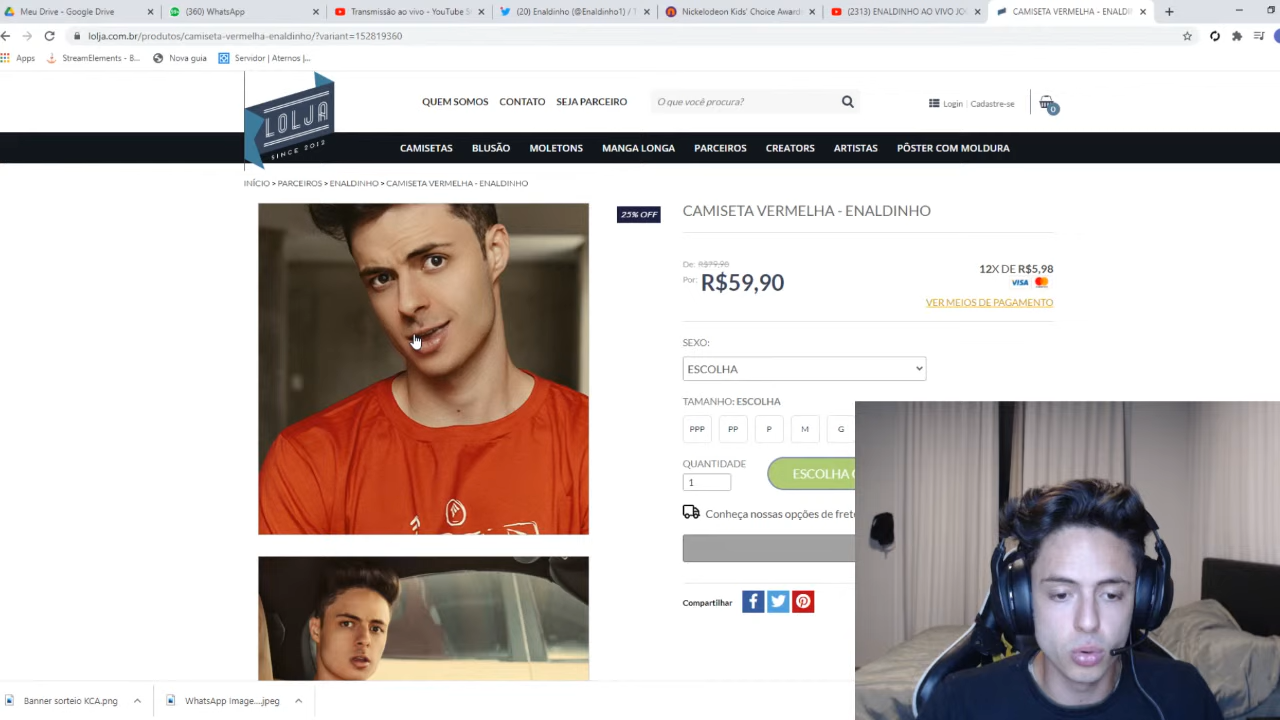 Meu Drive - Google Drive
(360) WhatsApp
Transmissão ao vivo - YouTube S
(20) Enaldinho (@Enaldinho1) / T
Nickelodeon Kids' Choice Award
(2313) ENALDINHO AO VIVO JO
CAMISETA VERMELHA - ENALDIN
lolja.com.br/produtos/camiseta-vermelha-enaldinho/?variant=152819360
Apps
StreamElements - B...
Nova guia
Servidor | Aternos |...
LOLJA
SINCE 2012
QUEM SOMOS
CONTATO
SEJA PARCEIRO
O que você procura?
Login | Cadastre-se
0
CAMISETAS
BLUSÃO
MOLETONS
MANGA LONGA
PARCEIROS
CREATORS
ARTISTAS
PÔSTER COM MOLDURA
INÍCIO > PARCEIROS > ENALDINHO > CAMISETA VERMELHA - ENALDINHO
25% OFF
CAMISETA VERMELHA - ENALDINHO
De: R$79,90
Por: R$59,90
12X DE R$5,98
VISA
VER MEIOS DE PAGAMENTO
SEXO:
ESCOLHA
TAMANHO: ESCOLHA
PPP
PP
P
M
G
QUANTIDADE
1
ESCOLHA
Conheça nossas opções de frete
Compartilhar
Banner sorteio KCA.png
WhatsApp Image....jpeg